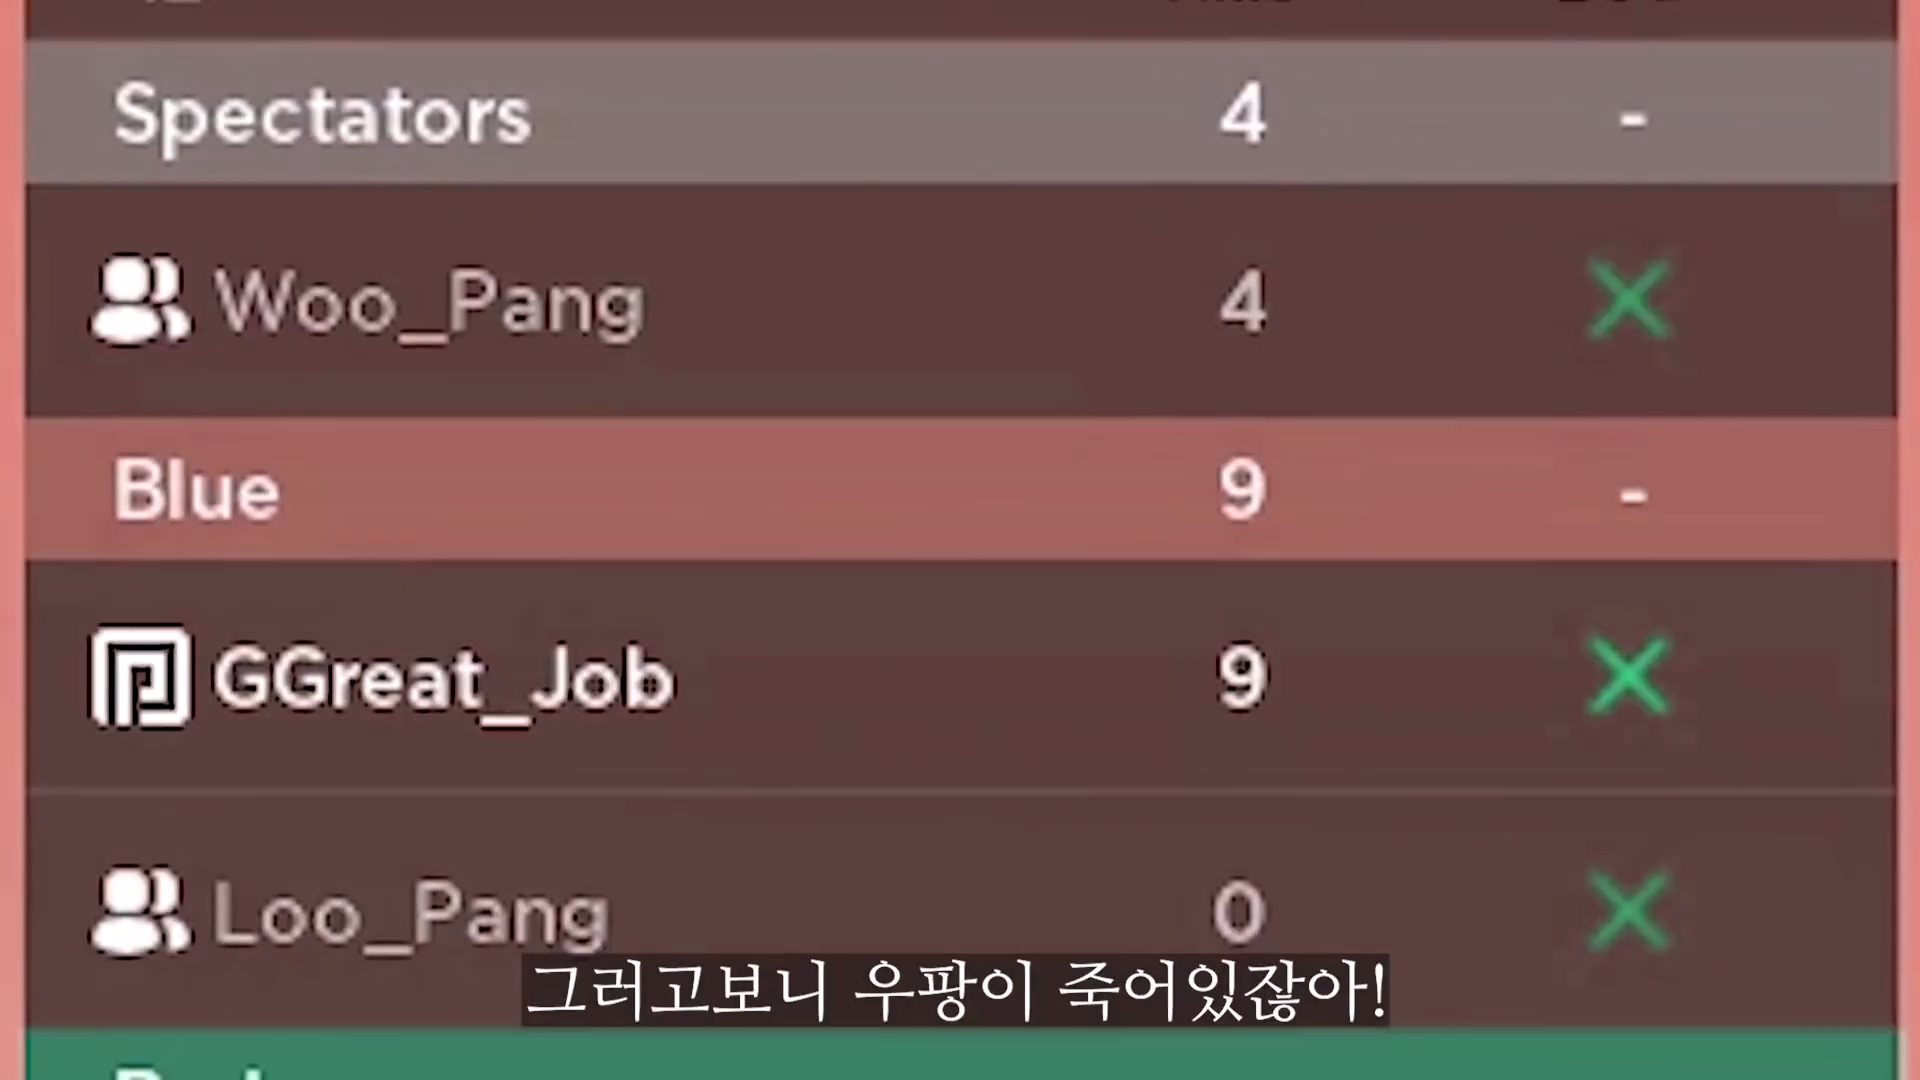 Spectators 4 -
Woo_Pang 4 ×
Blue 9 -
GGreat_Job 9 ×
Loo_Pang 0 ×
그러고보니 우팡이 죽어있잖아!